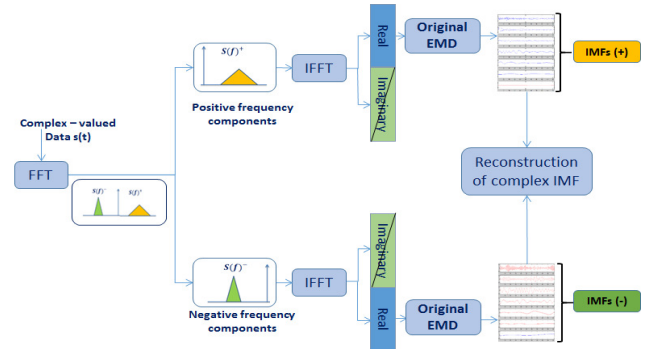 Complex – valued
Data s(t)
FFT
S(f)⁻
S(f)⁺
S(f)⁺
Positive frequency
components
IFFT
Real
Imaginary
Original
EMD
IMFs (+)
Reconstruction
of complex IMF
S(f)⁻
Negative frequency
components
IFFT
Imaginary
Real
Original
EMD
IMFs (-)